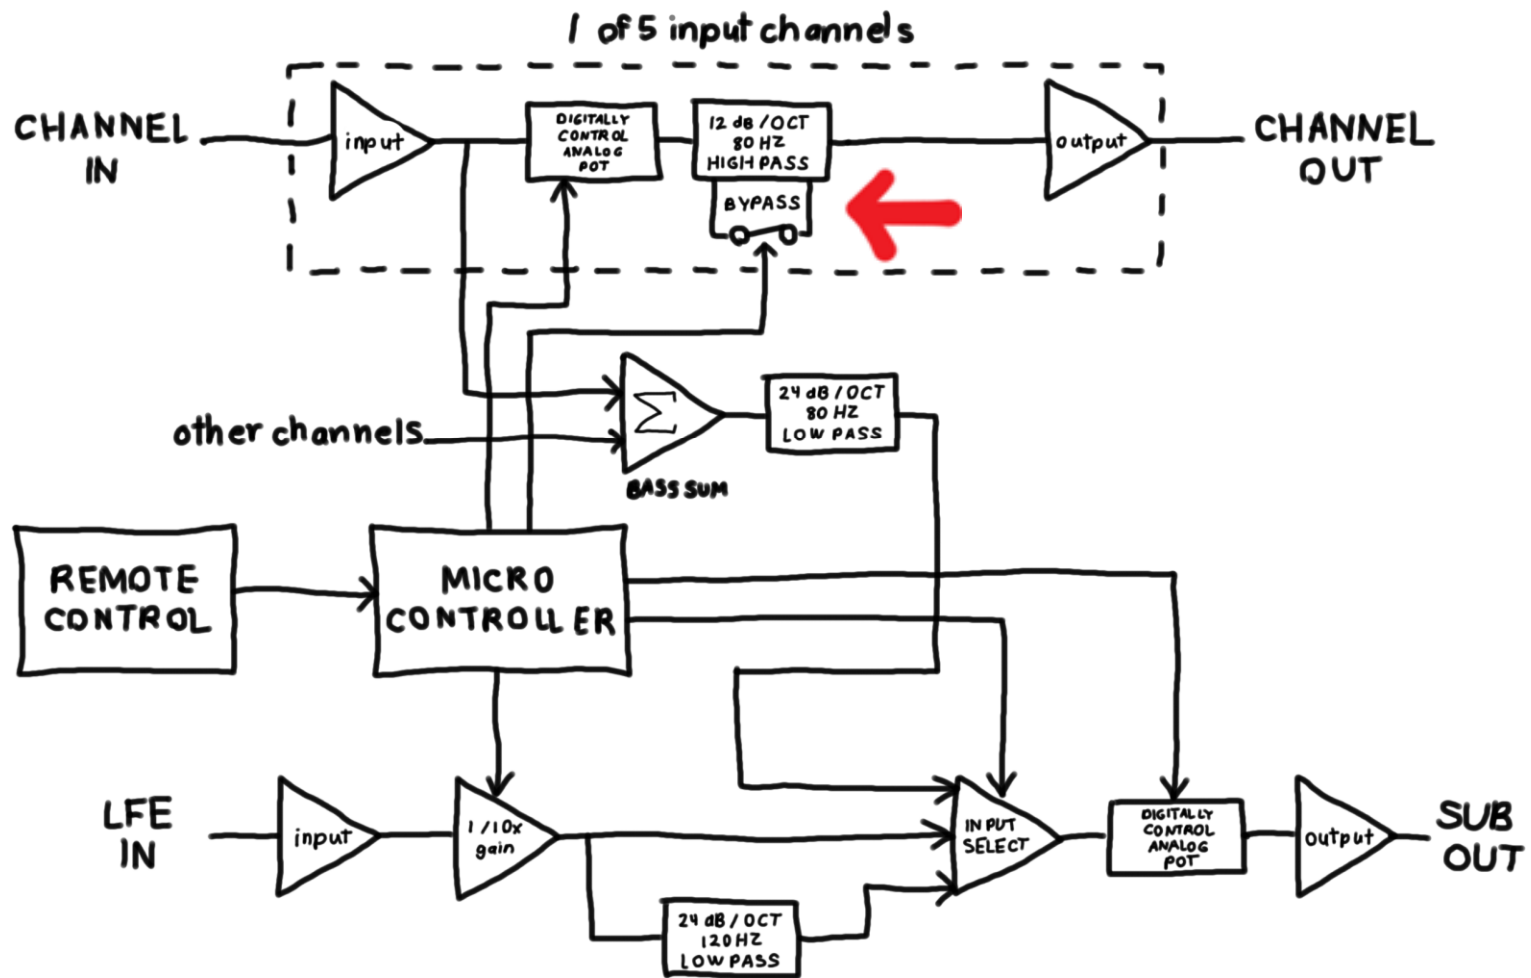 1 of 5 input channels
CHANNEL
IN
input
DIGITALLY
CONTROL
ANALOG
POT
12 dB / OCT
80 HZ
HIGH PASS
BYPASS
output
CHANNEL
OUT
other channels
Σ
BASS SUM
24 dB / OCT
80 HZ
LOW PASS
REMOTE
CONTROL
MICRO
CONTROLLER
LFE
IN
input
1 / 10x
gain
24 dB / OCT
120 HZ
LOW PASS
INPUT
SELECT
DIGITALLY
CONTROL
ANALOG
POT
output
SUB
OUT